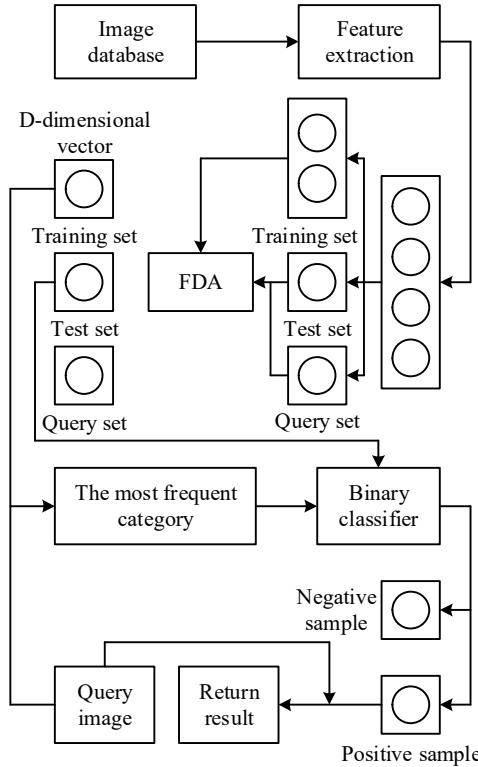 Image
database
Feature
extraction
D-dimensional
vector
Training set
Training set
FDA
Test set
Test set
Query set
Query set
The most frequent
category
Binary
classifier
Negative
sample
Query
image
Return
result
Positive sample